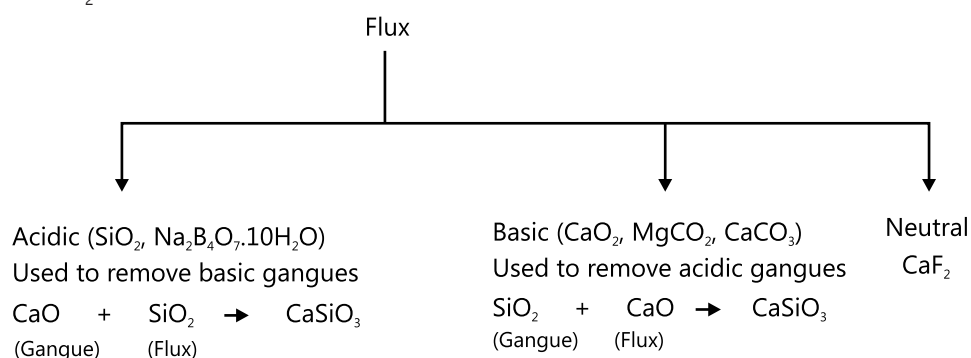 2
Flux
Acidic (SiO₂, Na₂B₄O₇.10H₂O)
Used to remove basic gangues
CaO + SiO₂ → CaSiO₃
(Gangue) (Flux)
Basic (CaO₂, MgCO₂, CaCO₃)
Used to remove acidic gangues
SiO₂ + CaO → CaSiO₃
(Gangue) (Flux)
Neutral
CaF₂